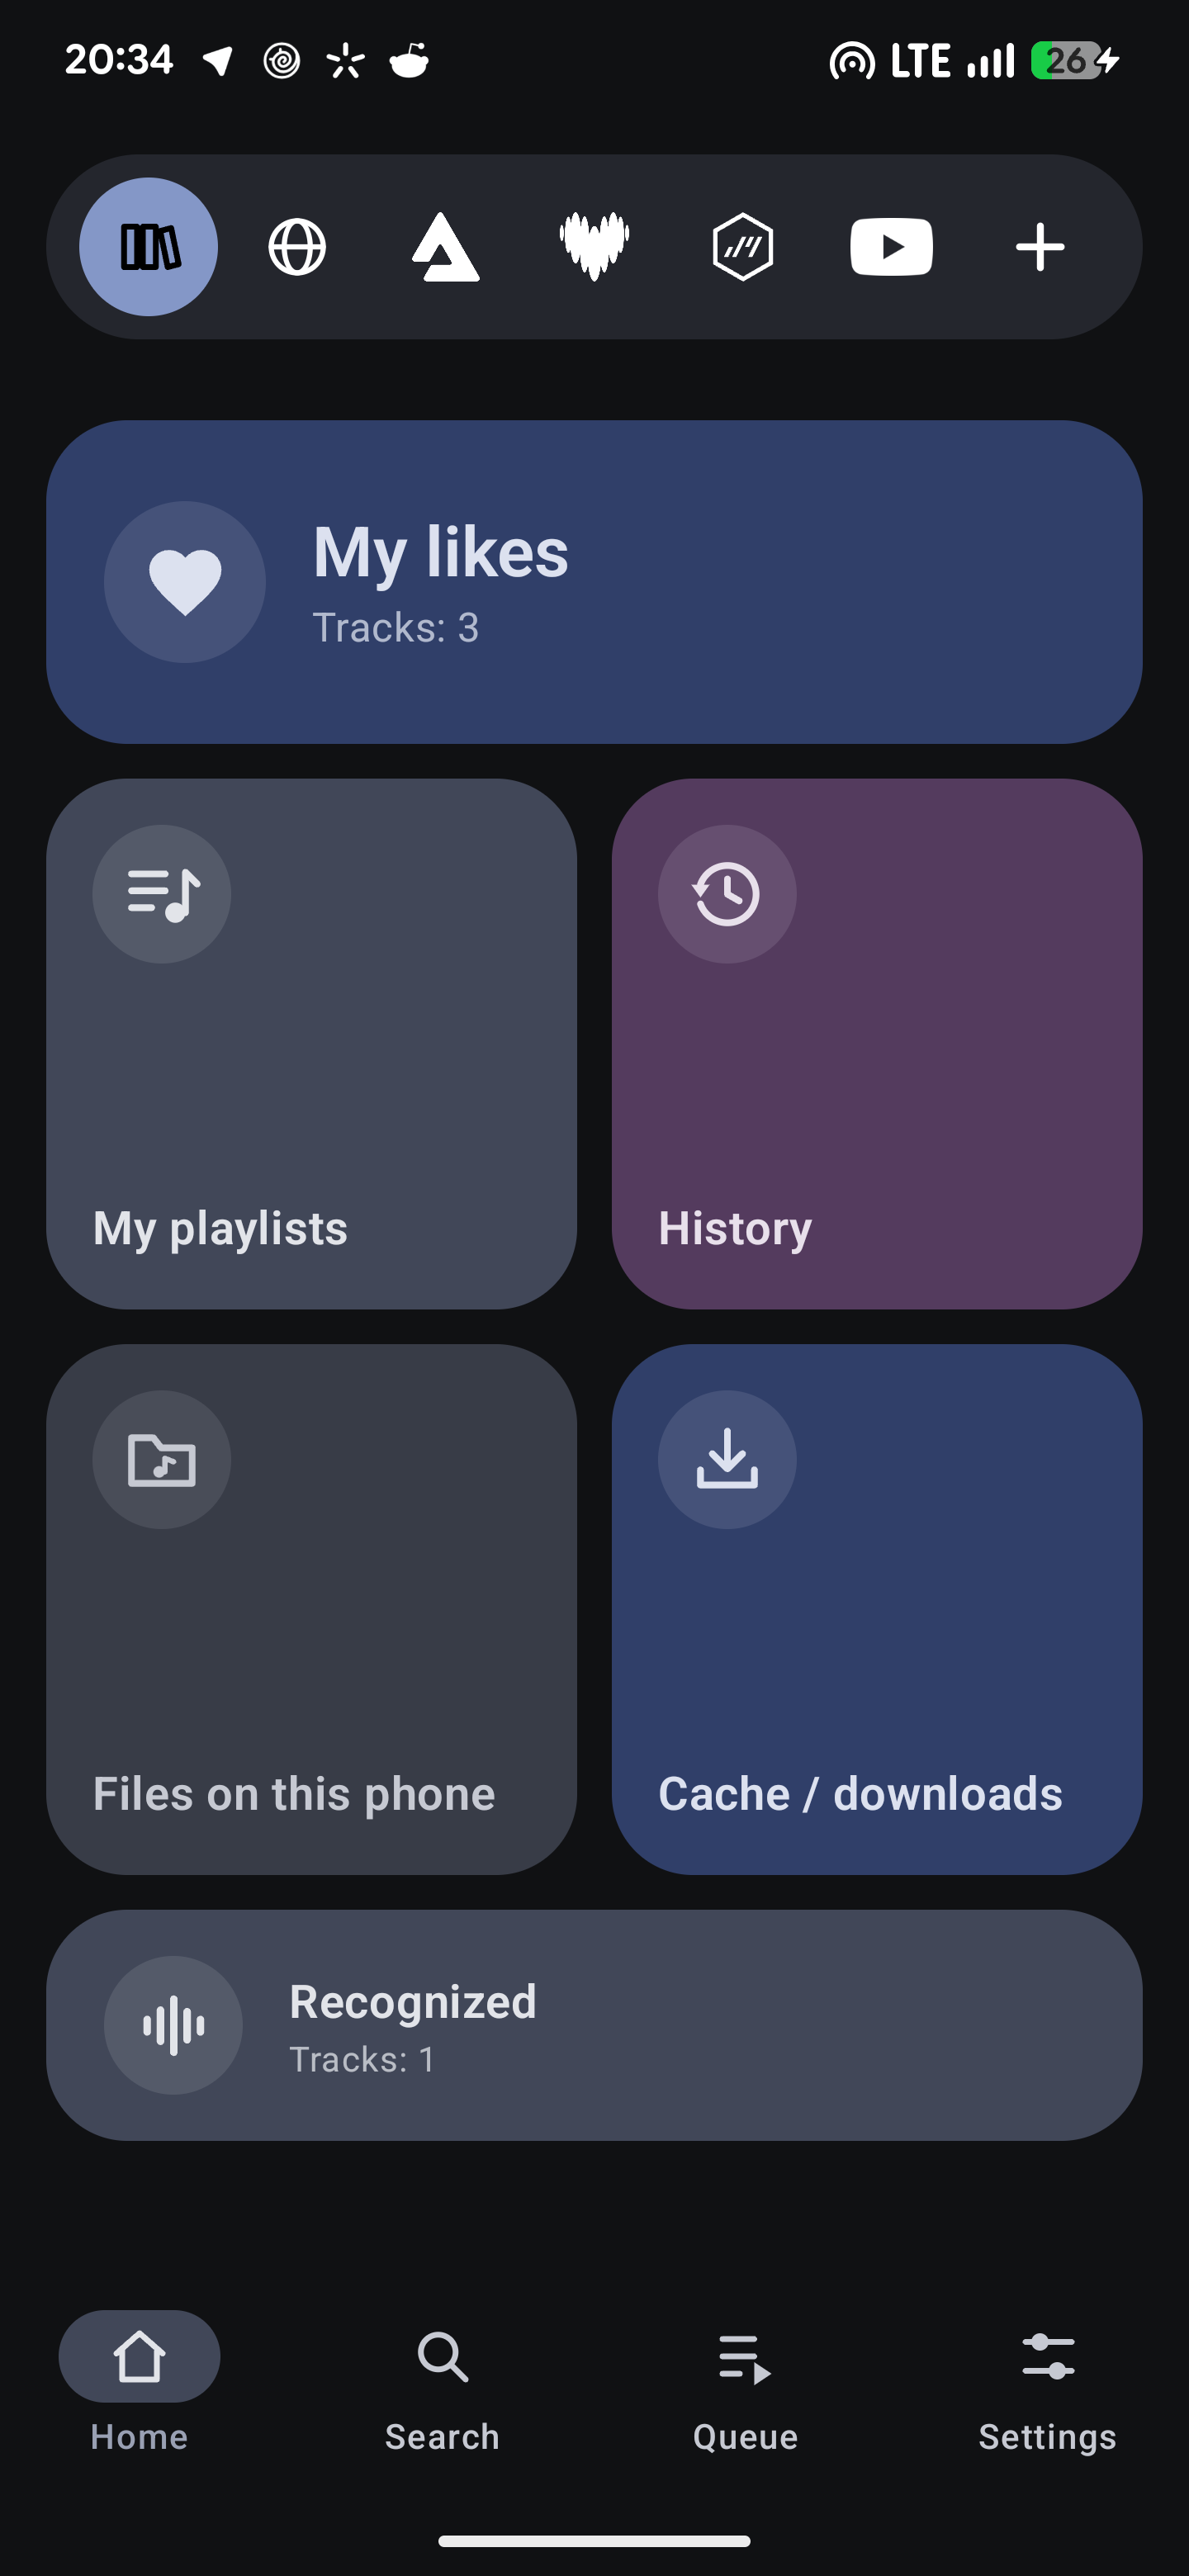 20:34 LTE 26
My likes
Tracks: 3
My playlists
History
Files on this phone
Cache / downloads
Recognized
Tracks: 1
Home
Search
Queue
Settings